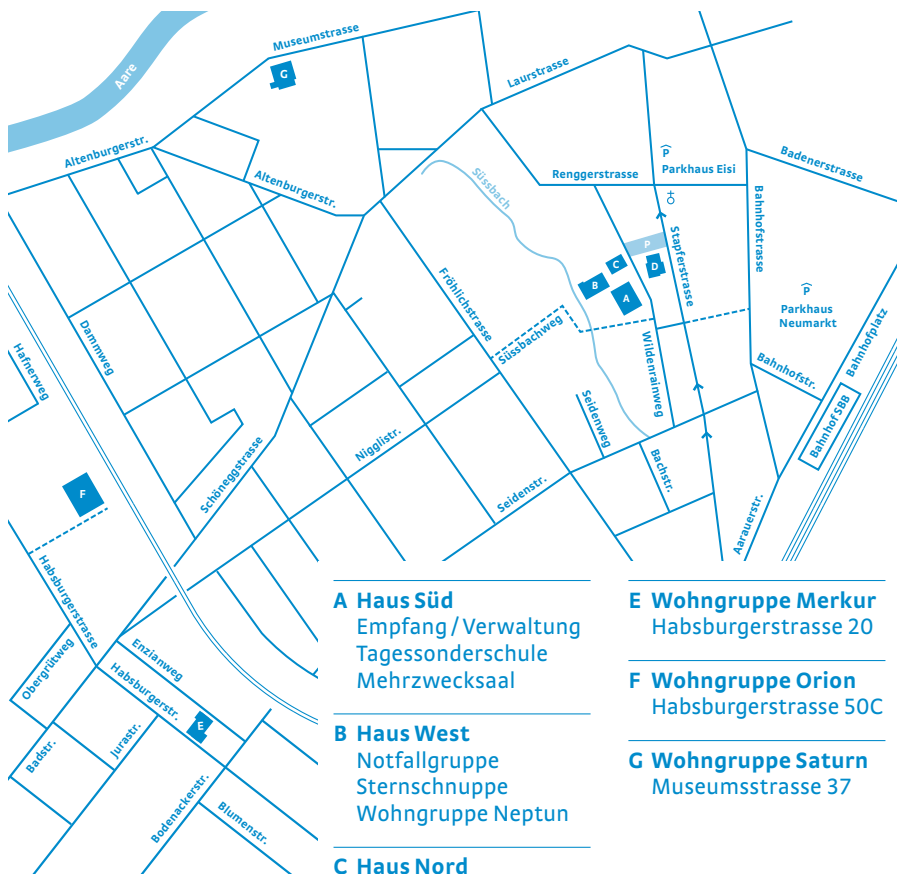 Museumstrasse
G
Aare
Laurstrasse
Altenburgerstr.
Altenburgerstr.
Süssbach
Renggerstrasse
P
Parkhaus Eisi
Badenerstrasse
Bahnhofstrasse
Stapferstrasse
P
C
D
B
A
Fröhlichstrasse
Süssbachweg
Wildenrainweg
P
Parkhaus
Neumarkt
Bahnhofplatz
Bahnhofstr.
Bahnhof SBB
Hafnerweg
Dammweg
Schöneggstrasse
Nigglistr.
Seidenweg
Seidenstr.
Bachstr.
Aarauerstr.
F
Habsburgerstrasse
Obergrütweg
Enzianweg
Habsburgerstr.
E
Badstr.
Jurastr.
Bodenackerstr.
Blumenstr.
A Haus Süd
Empfang / Verwaltung
Tagessonderschule
Mehrzwecksaal
B Haus West
Notfallgruppe
Sternschnuppe
Wohngruppe Neptun
C Haus Nord
E Wohngruppe Merkur
Habsburgerstrasse 20
F Wohngruppe Orion
Habsburgerstrasse 50C
G Wohngruppe Saturn
Museumsstrasse 37